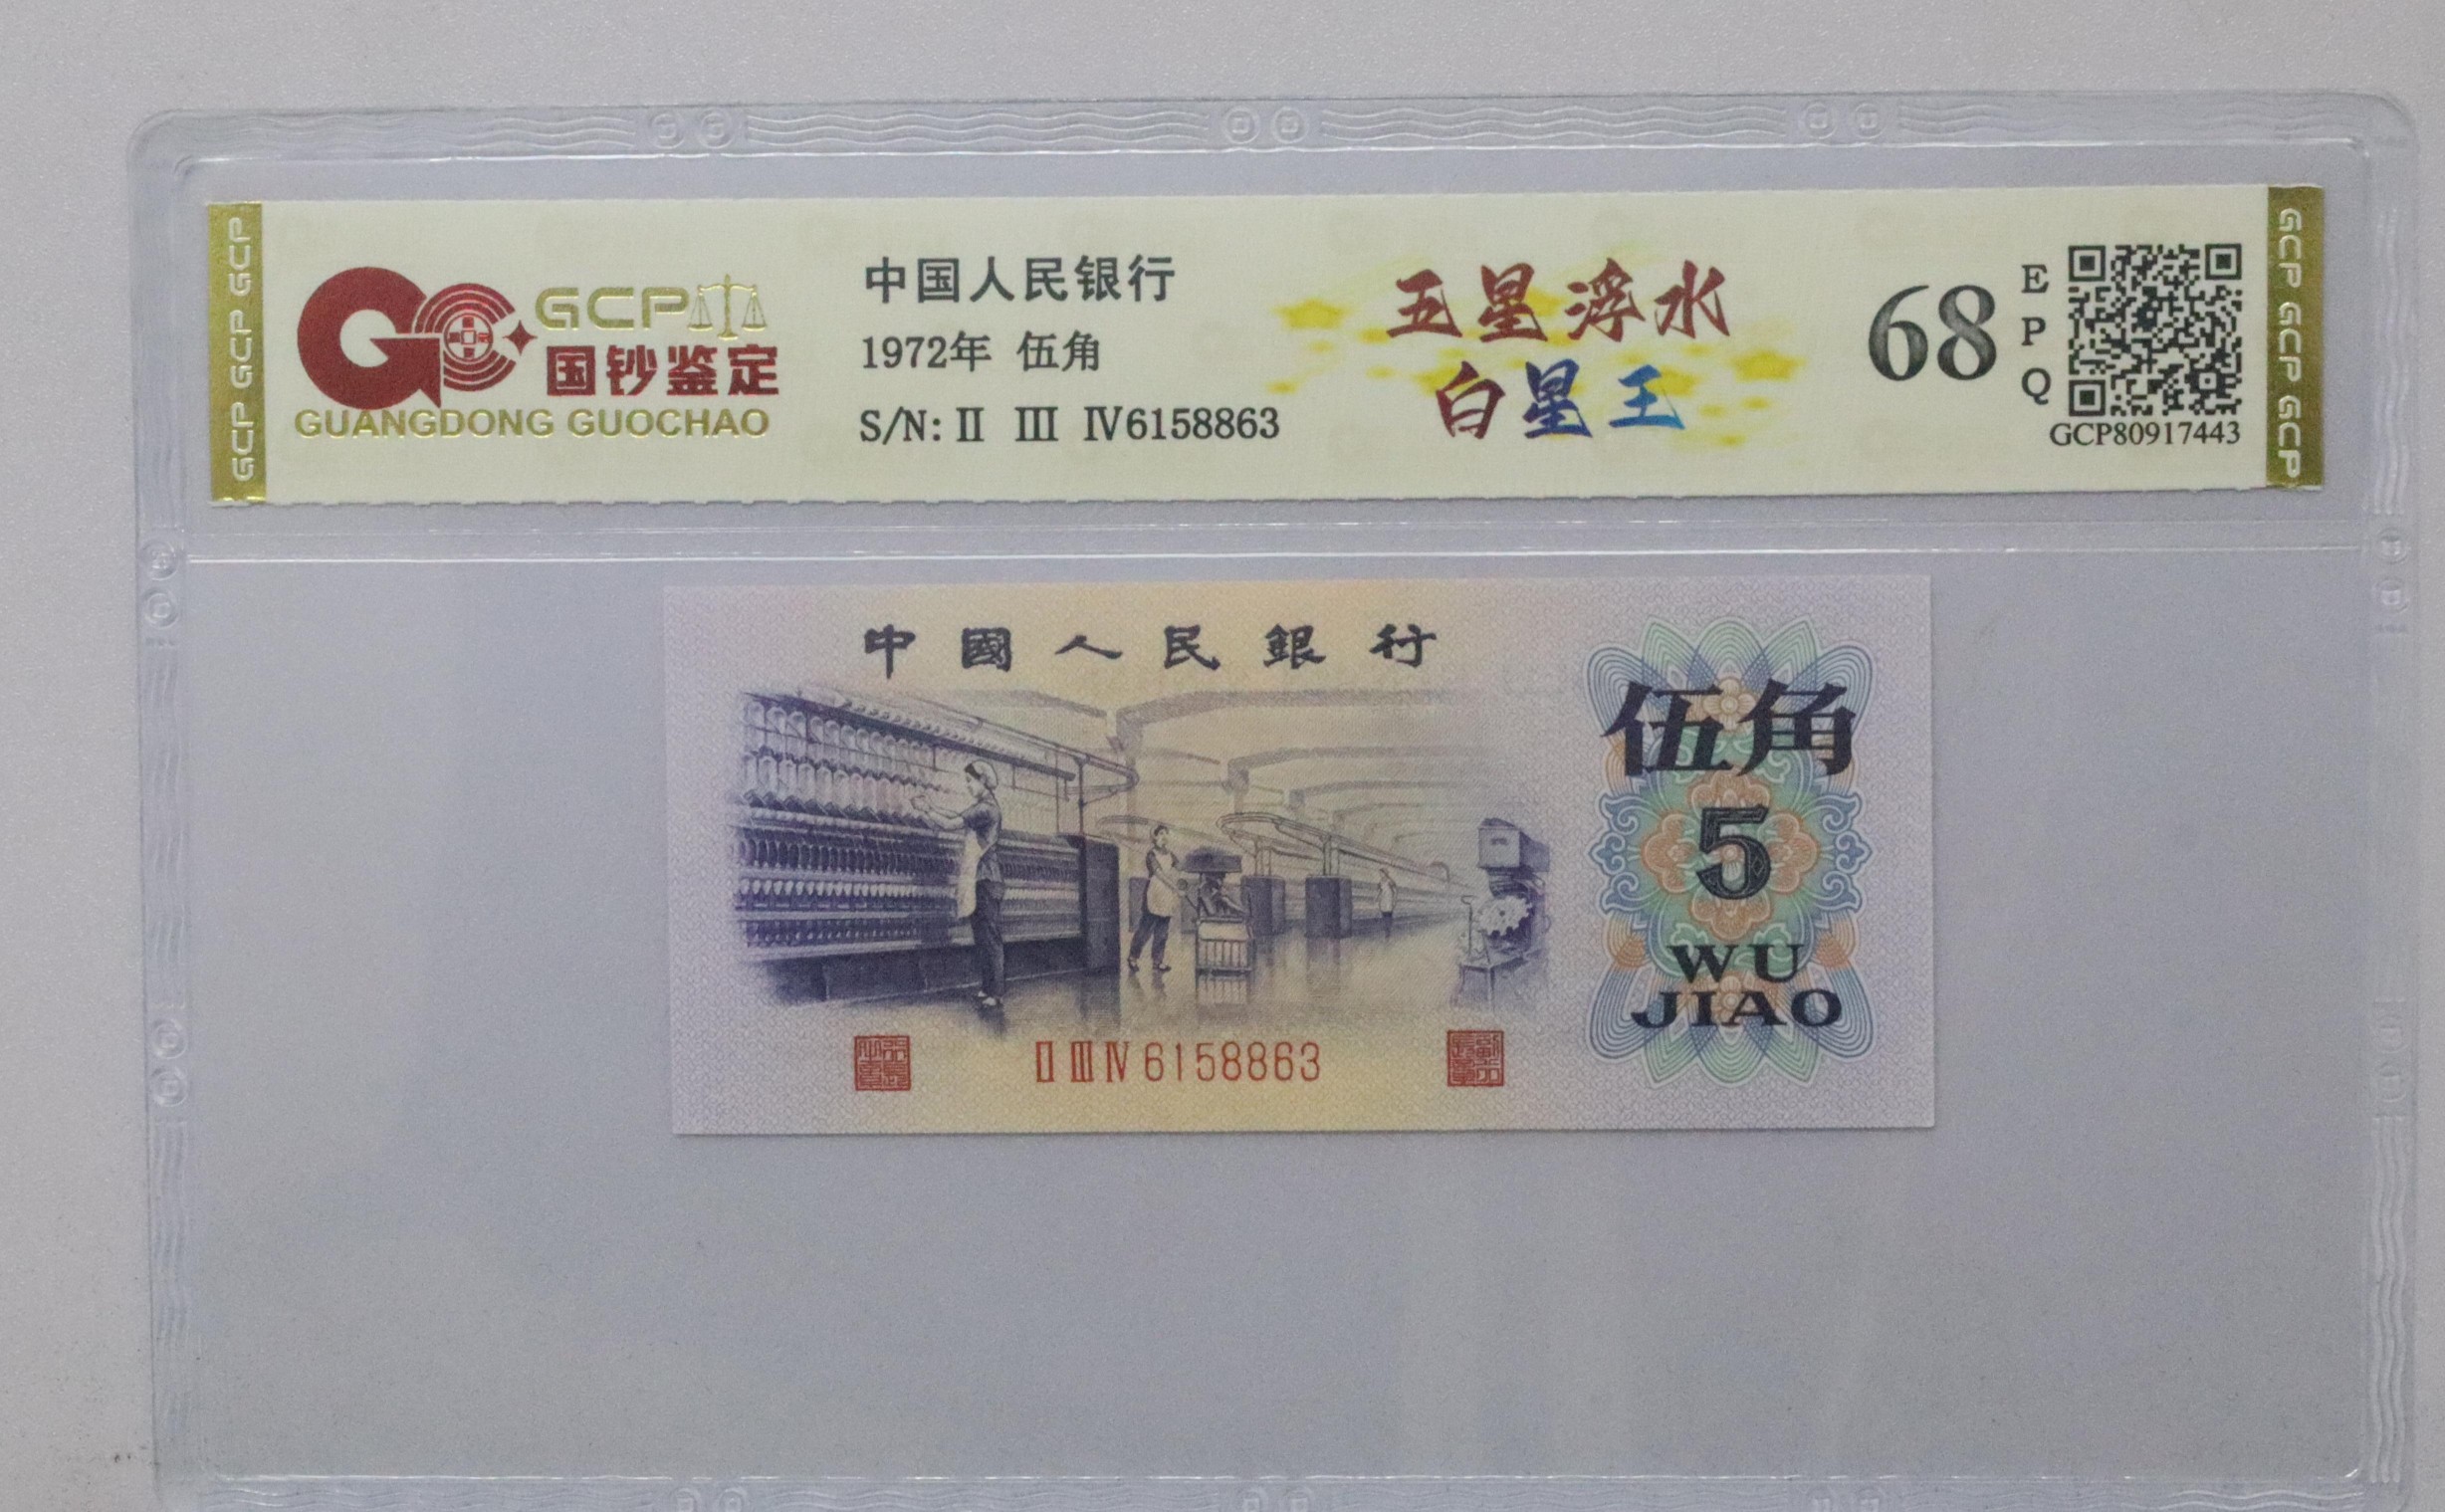 GCP GCP GCP
GCP
国钞鉴定
GUANGDONG GUOCHAO
中国人民银行
1972年 伍角
S/N: Ⅱ Ⅲ Ⅳ6158863
五星浮水
白星王
68
E
P
Q
GCP80917443
GCP GCP GCP
中國人民銀行
伍角
5
WU
JIAO
Ⅱ Ⅲ Ⅳ 6158863